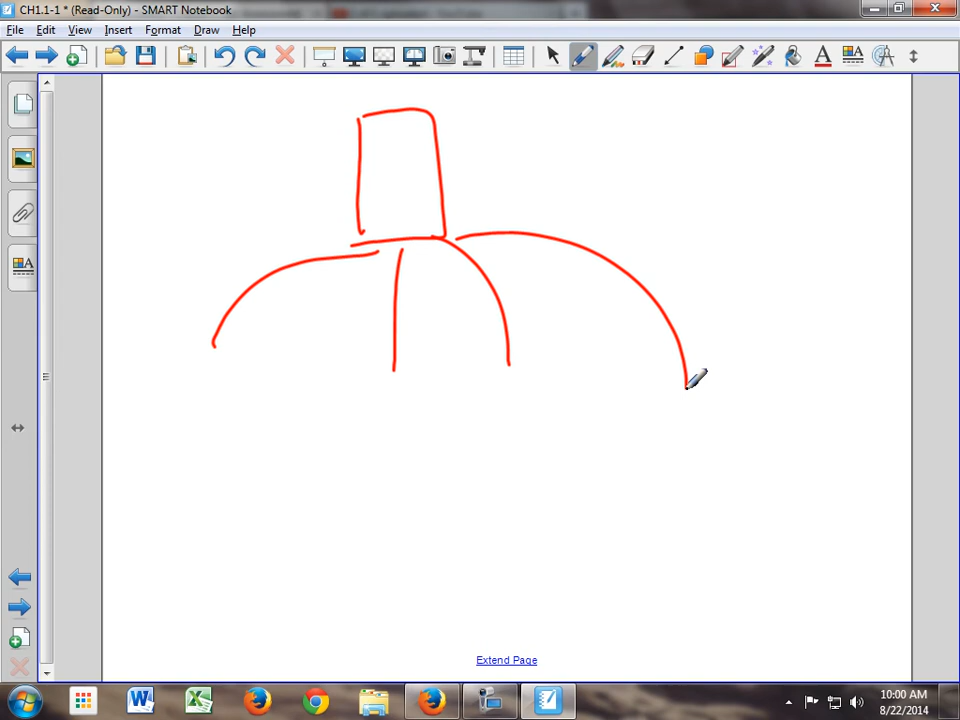 CH1.1-1 * (Read-Only) - SMART Notebook
File Edit View Insert Format Draw Help
Extend Page
10:00 AM
8/22/2014